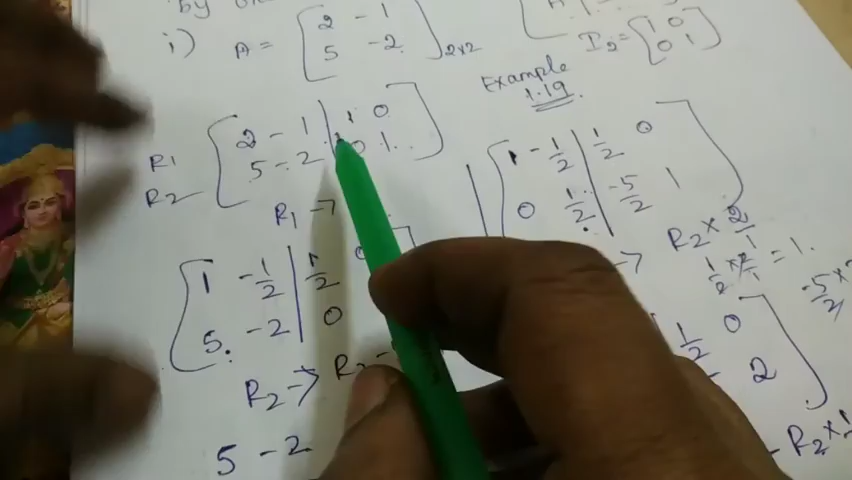 by
i) A = [ 2 -1
5 -2 ] 2x2
I2 = [ 1 0
0 1 ]
Example
1.19
R1 [ 2 -1 | 1 0
R2 5 -2 | 0 1 ]
R1 →
[ 1 -1/2 | 1/2 0
5 -2 | 0
R2 → R2 -
5 -2
[ 1 -1/2 | 1/2 0
0 1/2 | -5/2 1 ]
→ R2 × 2
1/2 × 2/1 = 1.
-5/2 ×
1/2 0
2 ]
- R2 × 1